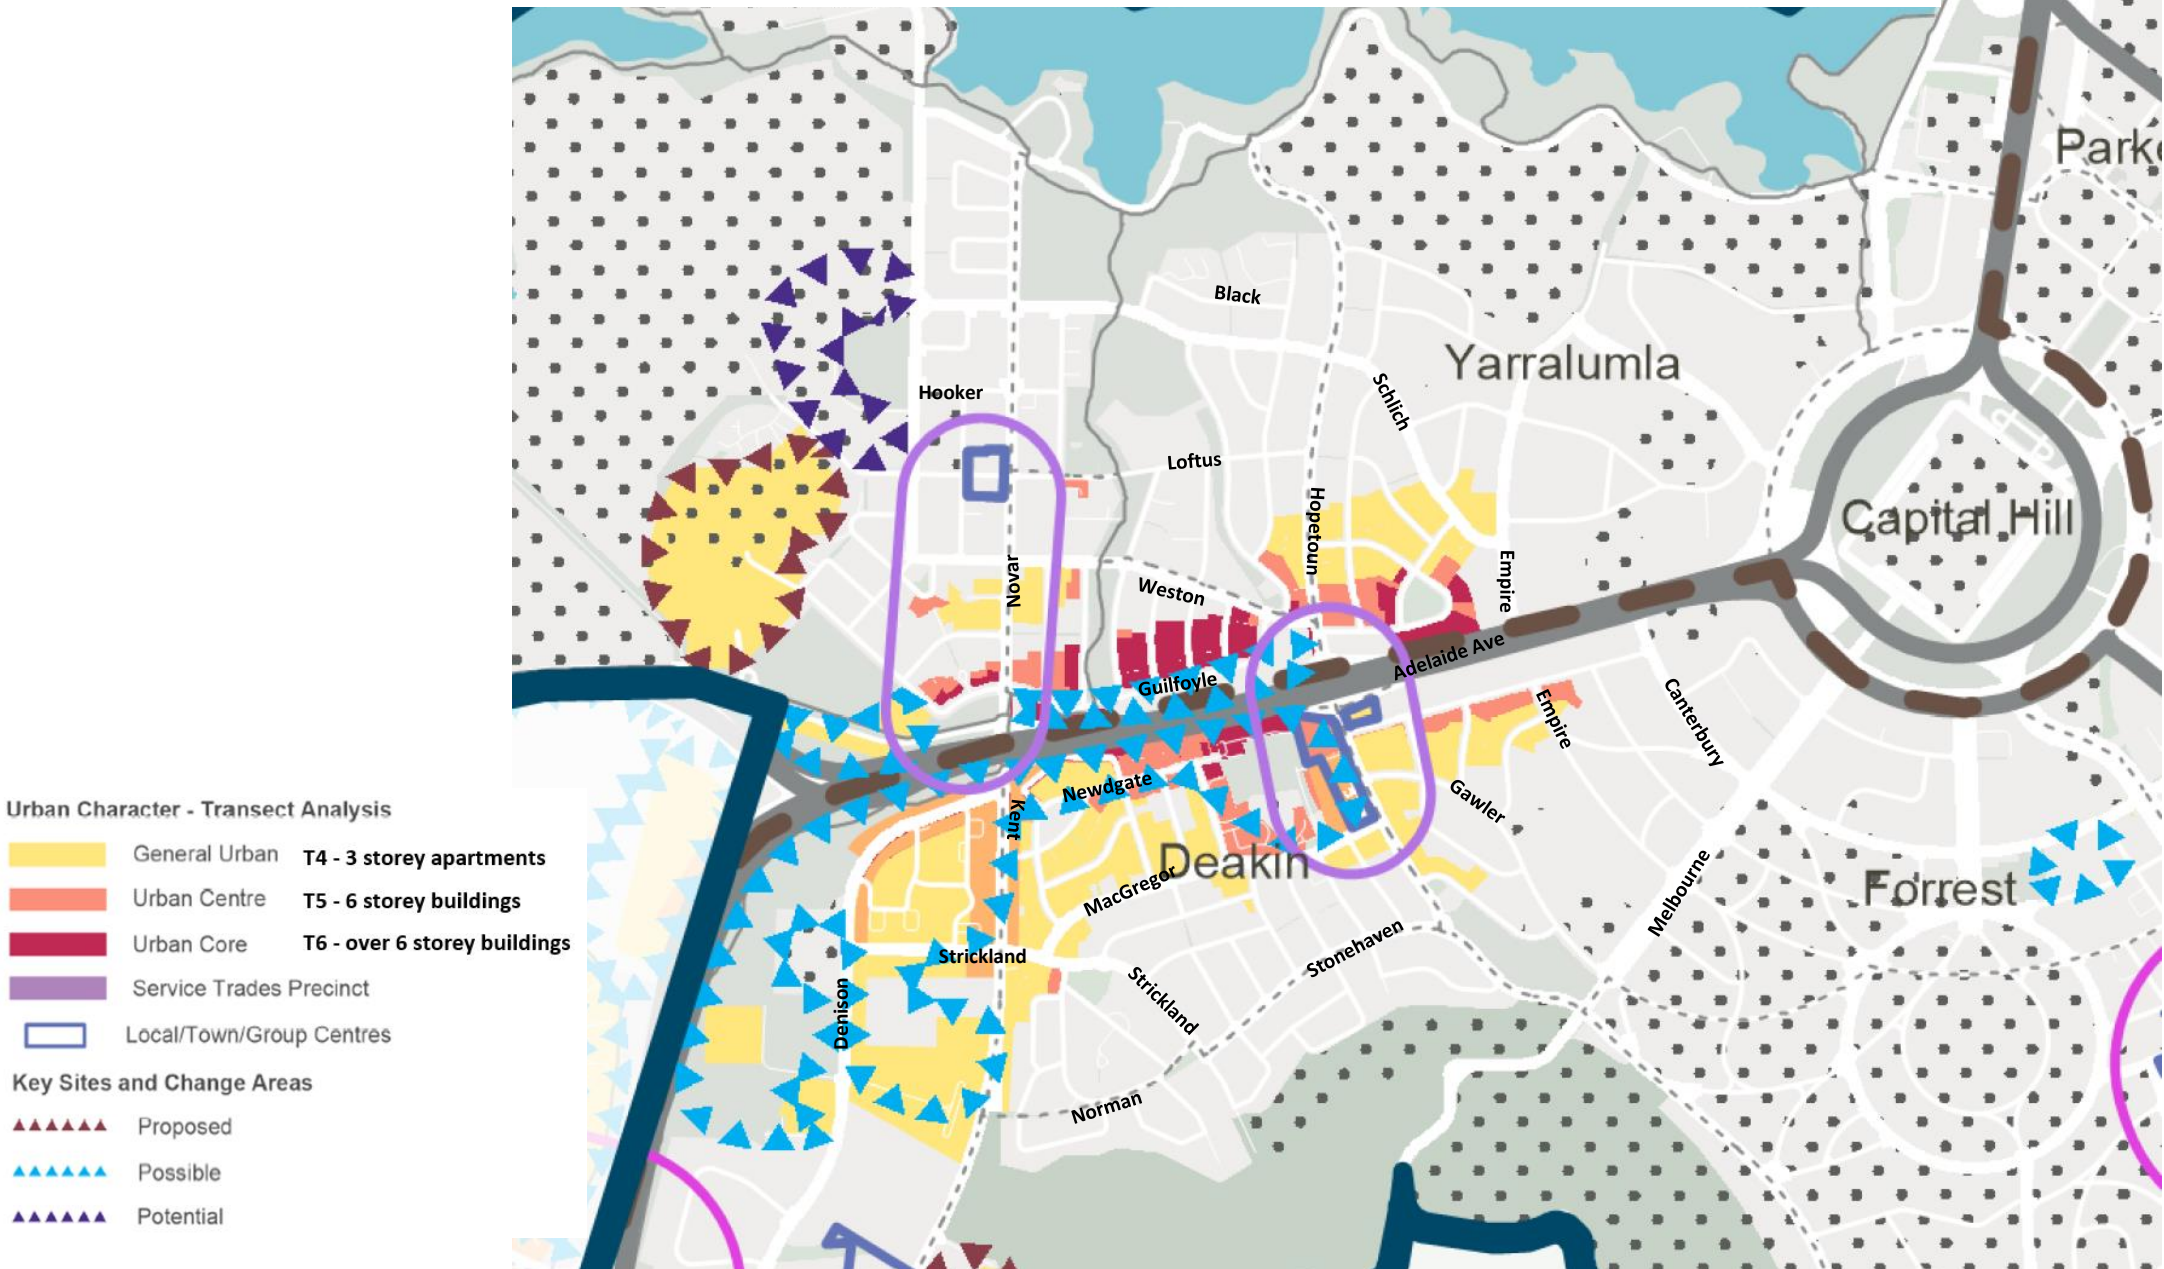 Urban Character - Transect Analysis
General Urban T4 - 3 storey apartments
Urban Centre T5 - 6 storey buildings
Urban Core T6 - over 6 storey buildings
Service Trades Precinct
Local/Town/Group Centres
Key Sites and Change Areas
Proposed
Possible
Potential
Parke
Black
Yarralumla
Hooker
Schlich
Loftus
Capital Hill
Hopetoun
Novar
Weston
Empire
Adelaide Ave
Guilfoyle
Empire
Canterbury
Newdgate
Kent
Gawler
Deakin
MacGregor
Melbourne
Forrest
Strickland
Stonehaven
Strickland
Denison
Norman